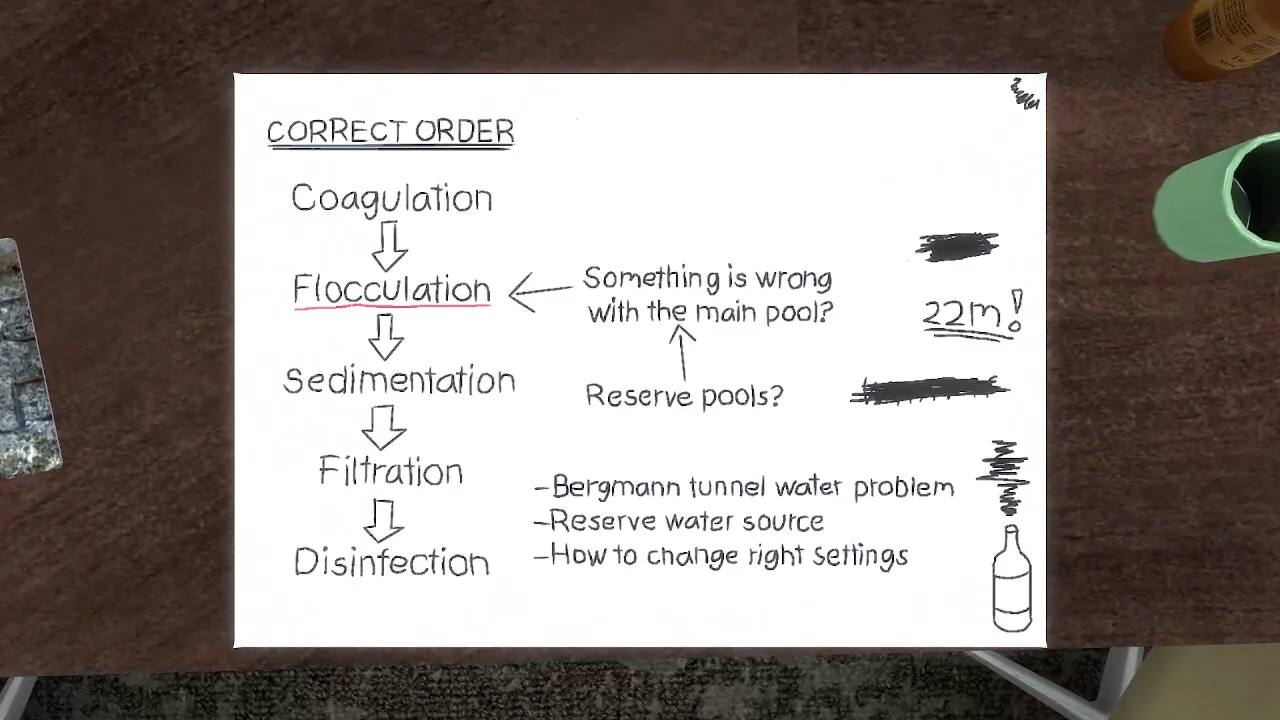 CORRECT ORDER
Coagulation
Flocculation
Something is wrong
with the main pool?
22m!
Sedimentation
Reserve pools?
Filtration
-Bergmann tunnel water problem
-Reserve water source
-How to change right settings
Disinfection